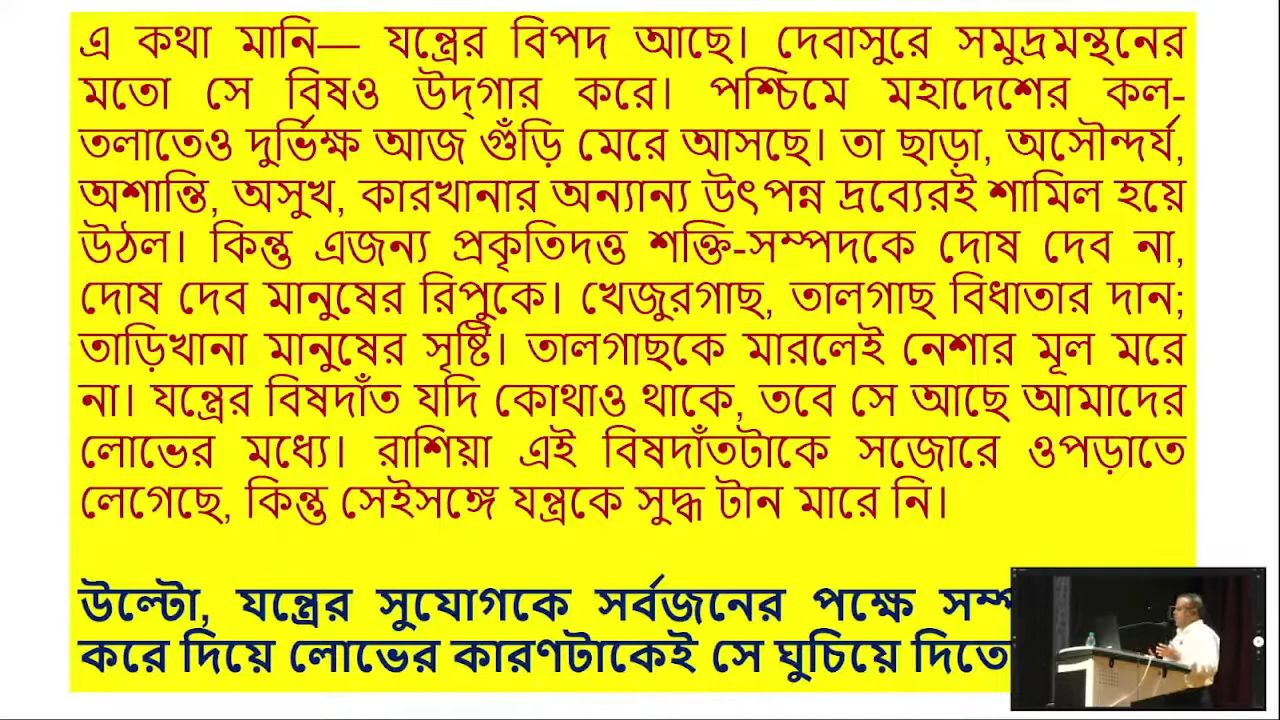 এ কথা মানি— যন্ত্রের বিপদ আছে। দেবাসুরে সমুদ্রমন্থনের
মতো সে বিষও উদ্‌গার করে। পশ্চিমে মহাদেশের কল-
তলাতেও দুর্ভিক্ষ আজ গুঁড়ি মেরে আসছে। তা ছাড়া, অসৌন্দর্য,
অশান্তি, অসুখ, কারখানার অন্যান্য উৎপন্ন দ্রব্যেরই শামিল হয়ে
উঠল। কিন্তু এজন্য প্রকৃতিদত্ত শক্তি-সম্পদকে দোষ দেব না,
দোষ দেব মানুষের রিপুকে। খেজুরগাছ, তালগাছ বিধাতার দান;
তাড়িখানা মানুষের সৃষ্টি। তালগাছকে মারলেই নেশার মূল মরে
না। যন্ত্রের বিষদাঁত যদি কোথাও থাকে, তবে সে আছে আমাদের
লোভের মধ্যে। রাশিয়া এই বিষদাঁতটাকে সজোরে ওপড়াতে
লেগেছে, কিন্তু সেইসঙ্গে যন্ত্রকে সুদ্ধ টান মারে নি।
উল্টো, যন্ত্রের সুযোগকে সর্বজনের পক্ষে
করে দিয়ে লোভের কারণটাকেই সে ঘুচিয়ে দিতে